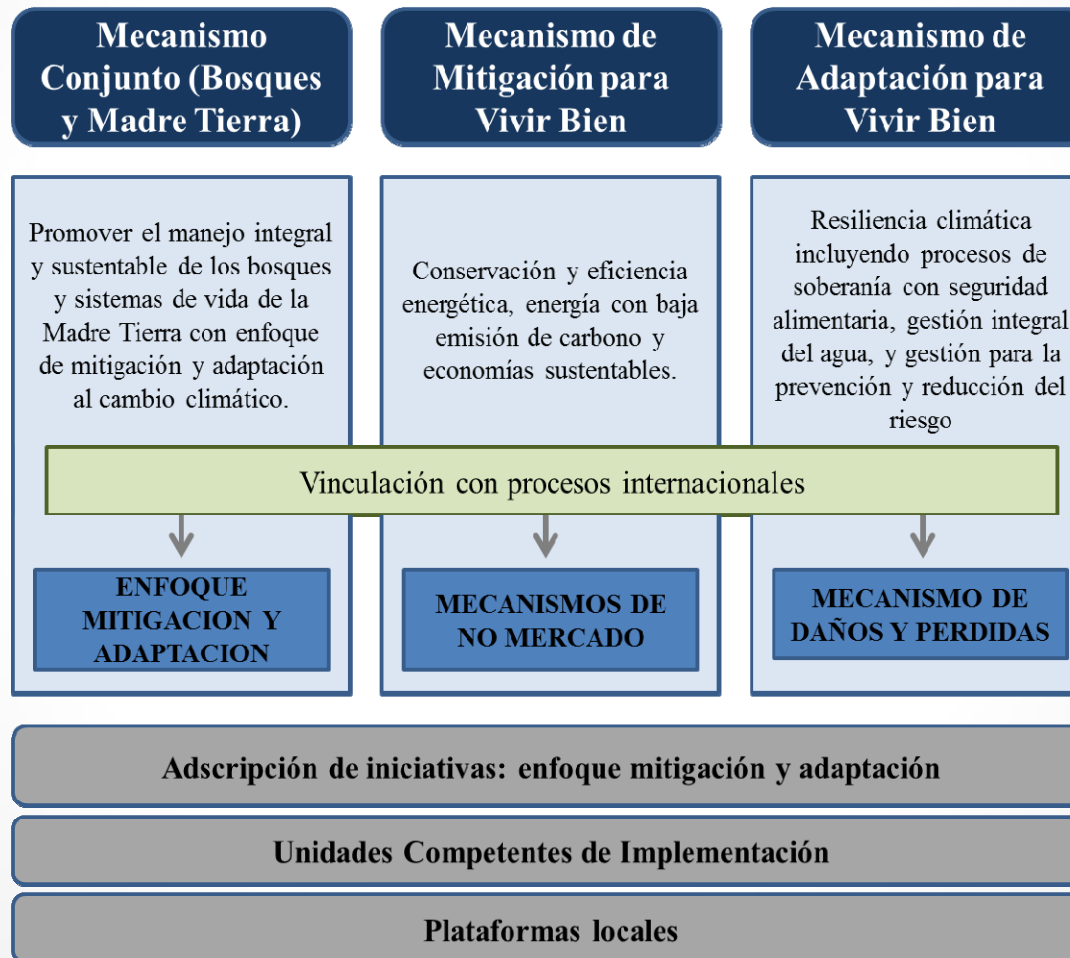 Mecanismo
Conjunto (Bosques
y Madre Tierra)
Mecanismo de
Mitigación para
Vivir Bien
Mecanismo de
Adaptación para
Vivir Bien
Promover el manejo integral
y sustentable de los bosques
y sistemas de vida de la
Madre Tierra con enfoque
de mitigación y adaptación
al cambio climático.
Conservación y eficiencia
energética, energía con baja
emisión de carbono y
economías sustentables.
Resiliencia climática
incluyendo procesos de
soberanía con seguridad
alimentaria, gestión integral
del agua, y gestión para la
prevención y reducción del
riesgo
Vinculación con procesos internacionales
ENFOQUE
MITIGACION Y
ADAPTACION
MECANISMOS DE
NO MERCADO
MECANISMO DE
DAÑOS Y PERDIDAS
Adscripción de iniciativas: enfoque mitigación y adaptación
Unidades Competentes de Implementación
Plataformas locales